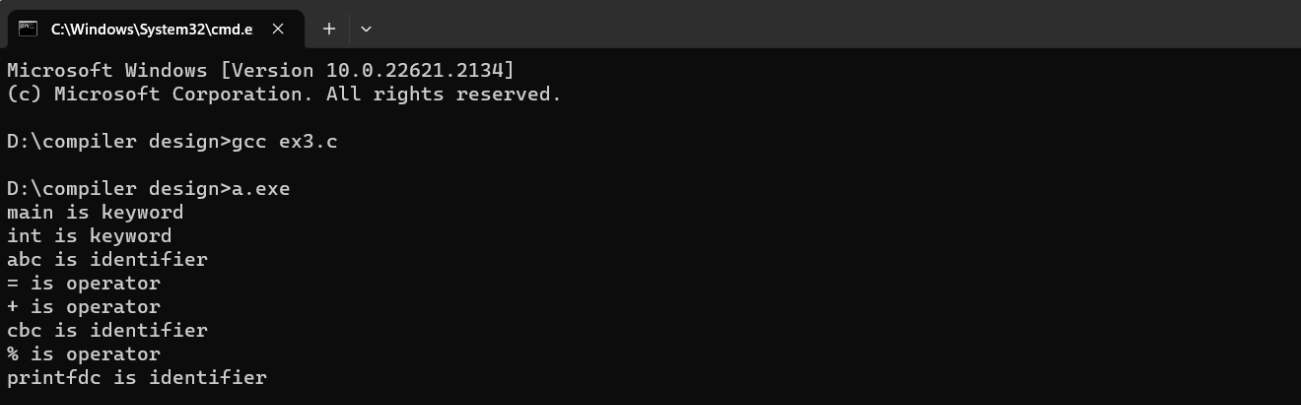 C:\Windows\System32\cmd.e
Microsoft Windows [Version 10.0.22621.2134]
(c) Microsoft Corporation. All rights reserved.
D:\compiler design>gcc ex3.c
D:\compiler design>a.exe
main is keyword
int is keyword
abc is identifier
= is operator
+ is operator
cbc is identifier
% is operator
printfdc is identifier